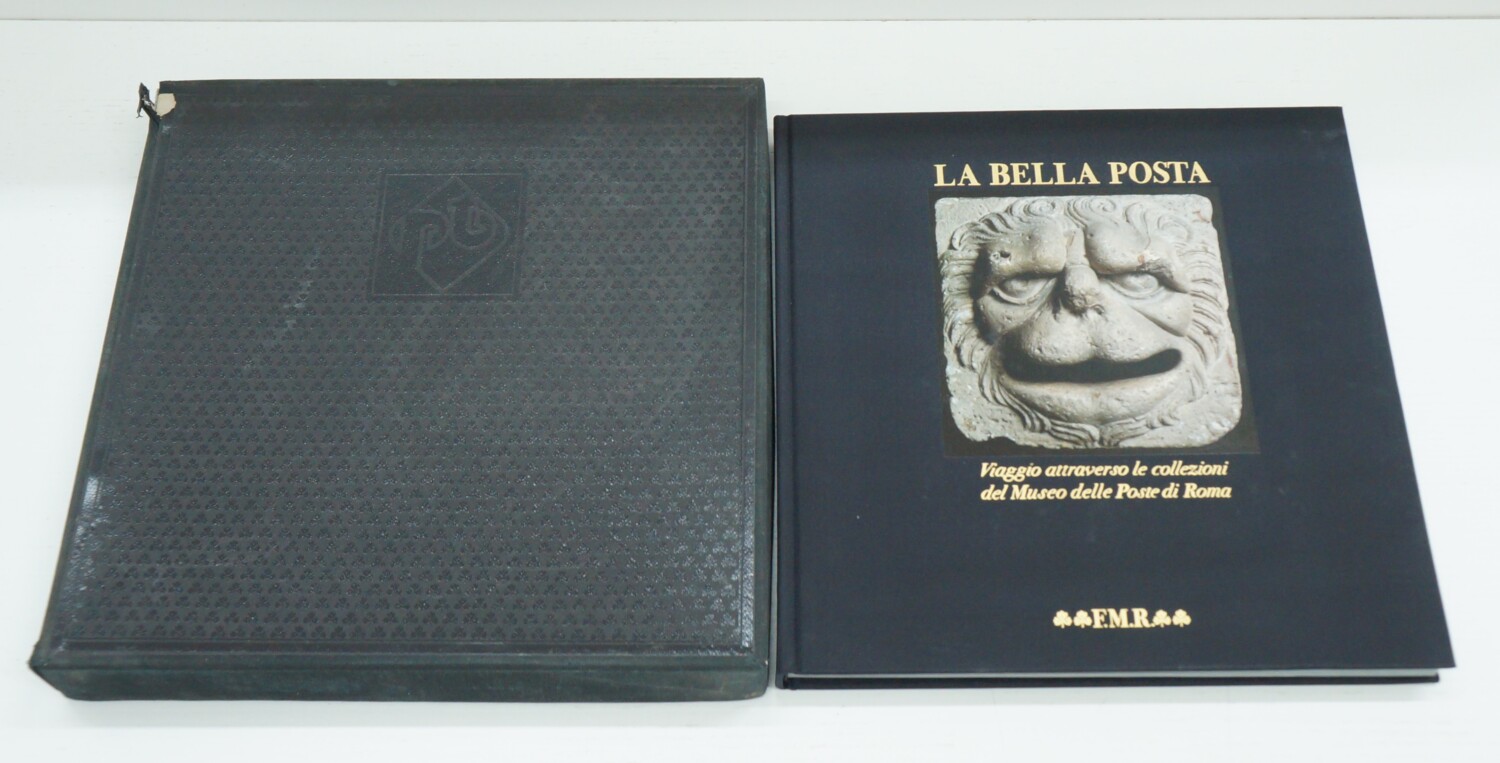 LA BELLA POSTA
Viaggio attraverso le collezioni
del Museo delle Poste di Roma
F.M.R.